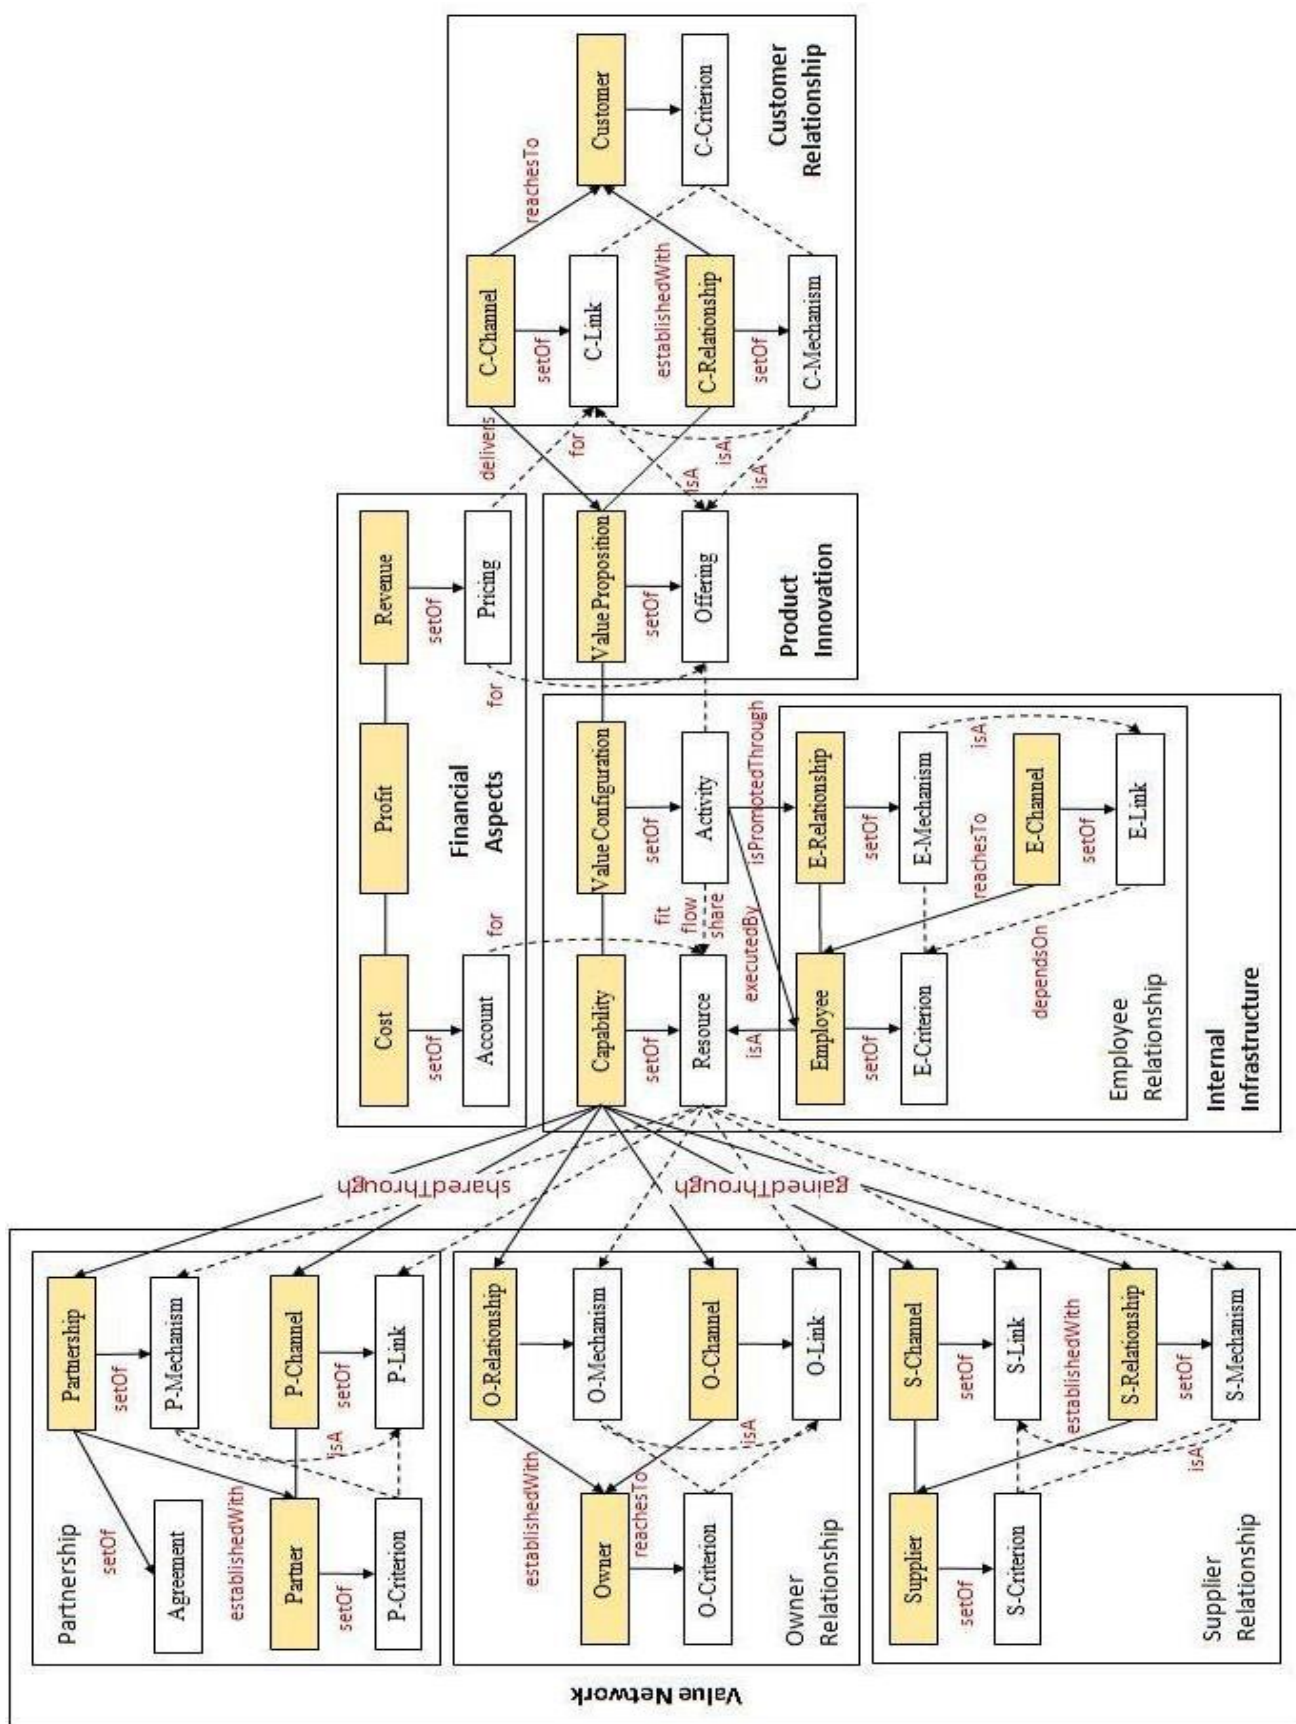 Value Network
Partnership
Partnership
setOf
setOf
Agreement
P-Mechanism
establishedWith
isA
Partner
P-Channel
setOf
setOf
P-Criterion
P-Link
sharedThrough
O-Relationship
establishedWith
Owner
O-Mechanism
reachesTo
O-Criterion
O-Channel
isA
O-Link
Owner
Relationship
gainedThrough
Supplier
S-Channel
setOf
setOf
S-Criterion
S-Link
establishedWith
S-Relationship
setOf
isA
S-Mechanism
Supplier
Relationship
Cost
Profit
Revenue
setOf
setOf
Account
Financial
Aspects
Pricing
for
for
for
Capability
Value Configuration
Value Proposition
setOf
fit
setOf
setOf
Resource
flow
share
Activity
Offering
isA
executedBy
isPromotedThrough
Product
Innovation
Employee
E-Relationship
setOf
setOf
E-Criterion
E-Mechanism
reachesTo
isA
dependsOn
E-Channel
setOf
E-Link
Employee
Relationship
Internal
Infrastructure
delivers
C-Channel
reachesTo
setOf
Customer
C-Link
isA
isA
isA
establishedWith
C-Criterion
C-Relationship
setOf
C-Mechanism
Customer
Relationship